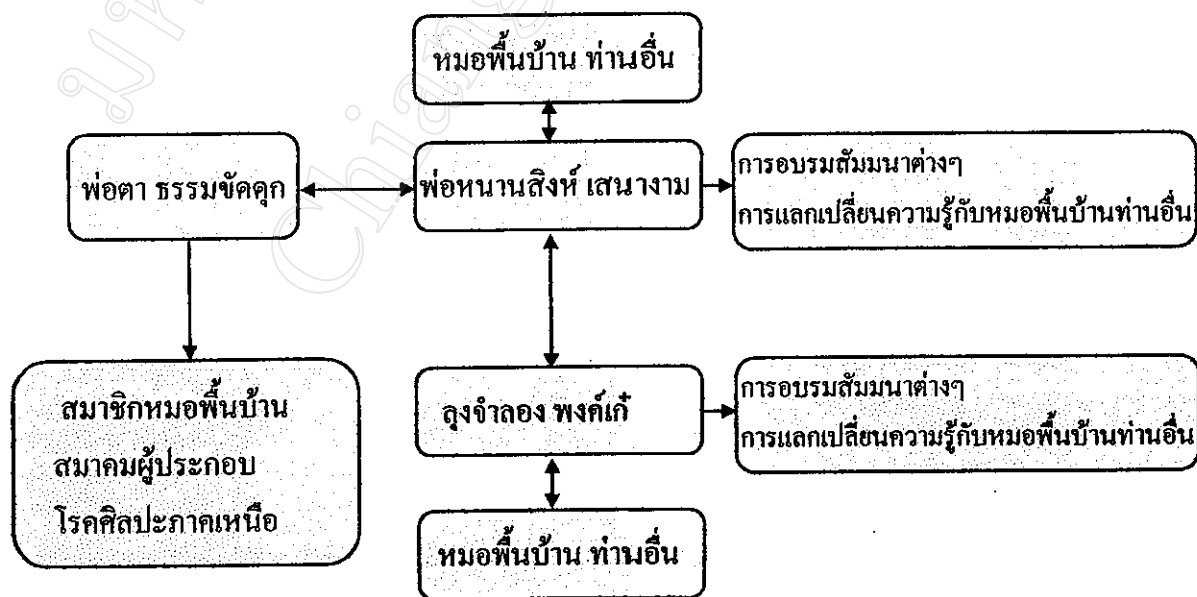 หมอพื้นบ้าน ท่านอื่น
พ่อตา ธรรมขัดคุก
พ่อหนานสิงห์ เสนางาม
การอบรมสัมมนาต่างๆ
การแลกเปลี่ยนความรู้กับหมอพื้นบ้านท่านอื่น
สมาชิกหมอพื้นบ้าน
สมาคมผู้ประกอบ
โรคศิลปะภาคเหนือ
ลุงจำลอง พงค์เก๋
การอบรมสัมมนาต่างๆ
การแลกเปลี่ยนความรู้กับหมอพื้นบ้านท่านอื่น
หมอพื้นบ้าน ท่านอื่น
Chiang